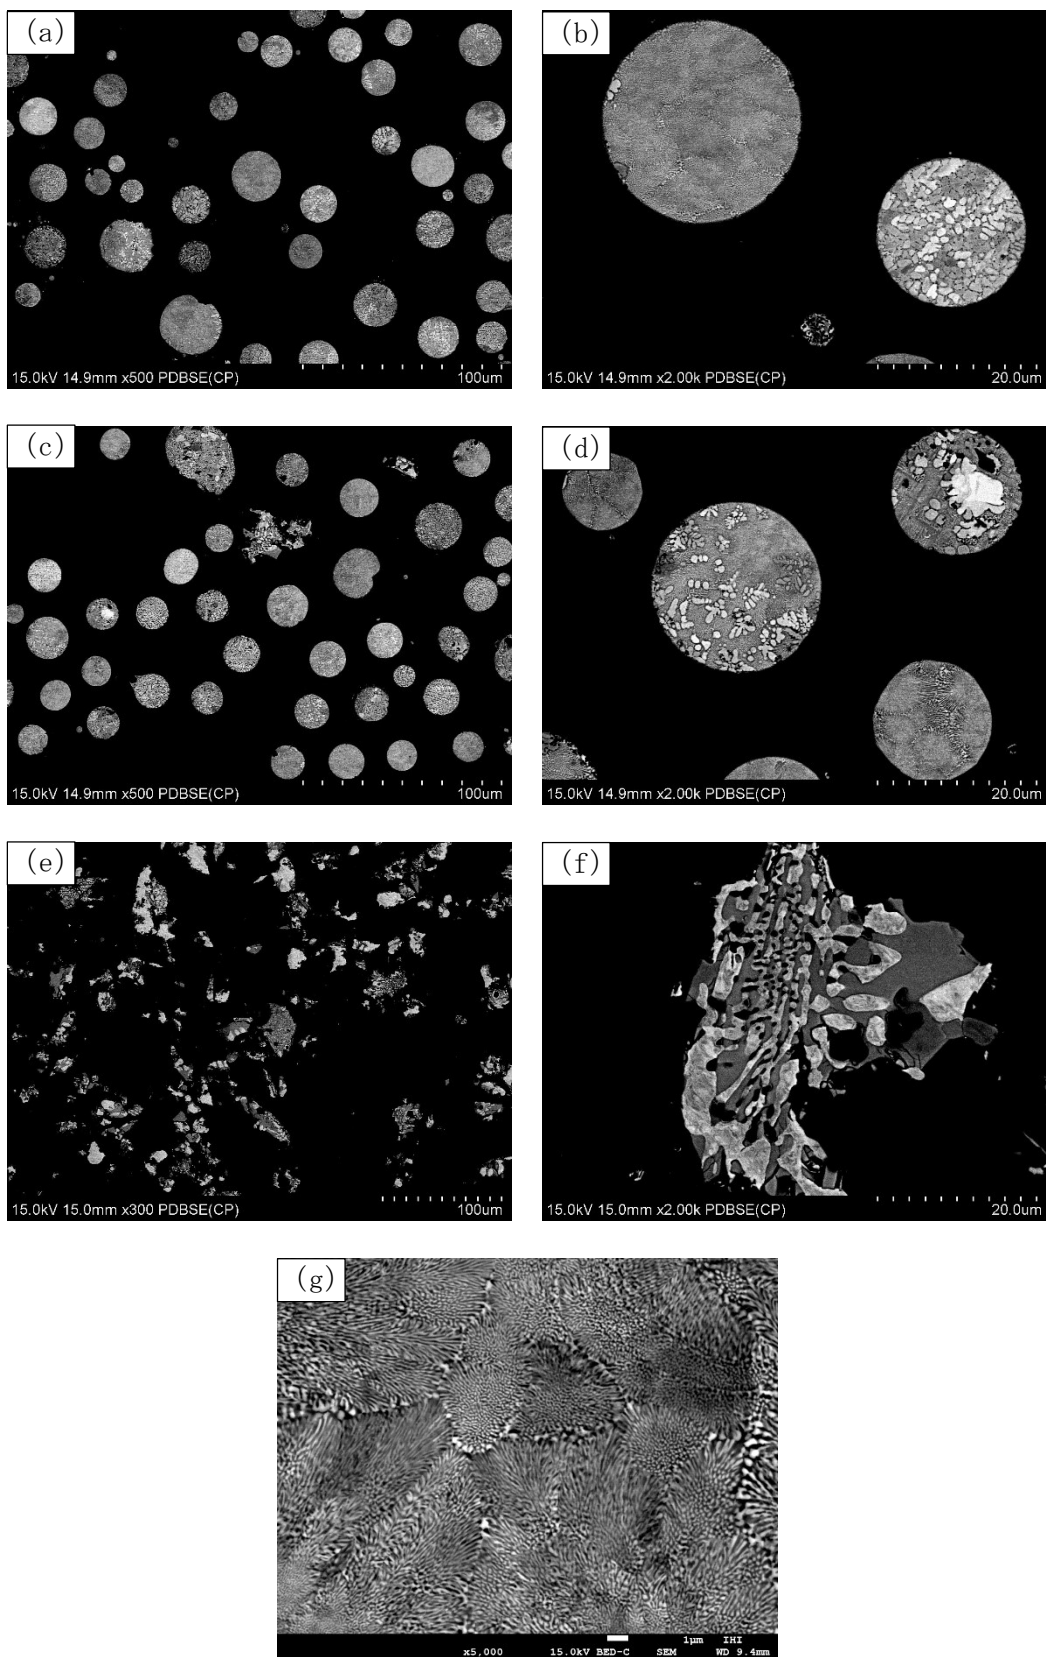 (a)
15.0kV 14.9mm x500 PDBSE(CP) 100um
(b)
15.0kV 14.9mm x2.00k PDBSE(CP) 20.0um
(c)
15.0kV 14.9mm x500 PDBSE(CP) 100um
(d)
15.0kV 14.9mm x2.00k PDBSE(CP) 20.0um
(e)
15.0kV 15.0mm x300 PDBSE(CP) 100um
(f)
15.0kV 15.0mm x2.00k PDBSE(CP) 20.0um
(g)
1μm IHI
x5,000 15.0kV BED-C SEM WD 9.4mm